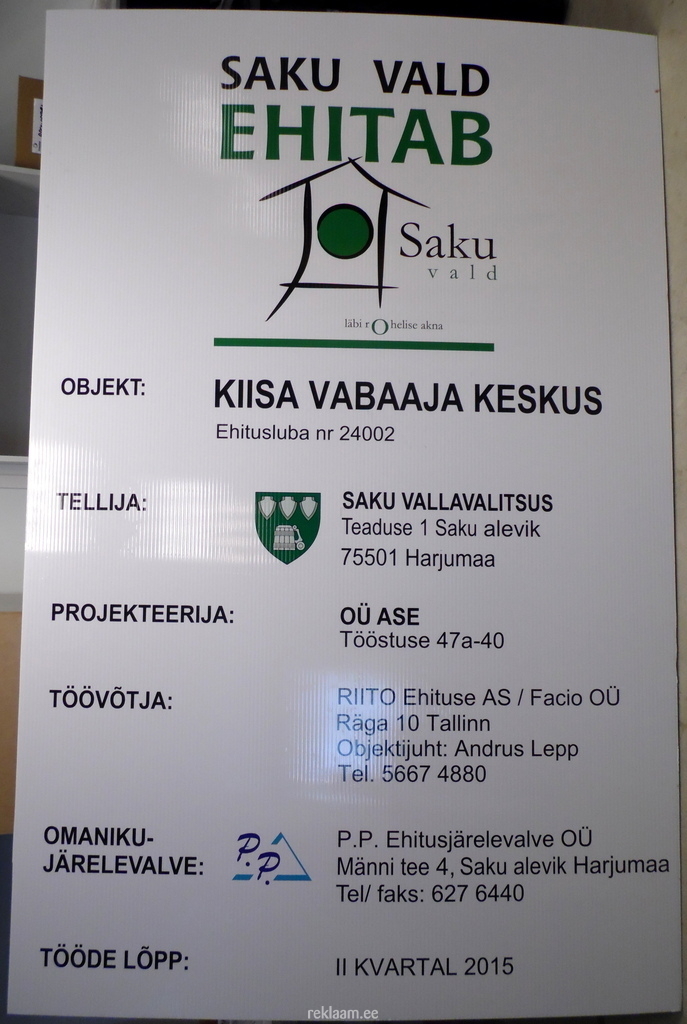 SAKU VALD
EHITAB
Saku
vald
läbi rOhelise akna
OBJEKT: KIISA VABAAJA KESKUS
Ehitusluba nr 24002
TELLIJA: SAKU VALLAVALITSUS
Teaduse 1 Saku alevik
75501 Harjumaa
PROJEKTEERIJA: OÜ ASE
Tööstuse 47a-40
TÖÖVÕTJA: RIITO Ehituse AS / Facio OÜ
Räga 10 Tallinn
Objektijuht: Andrus Lepp
Tel. 5667 4880
OMANIKU-
JÄRELEVALVE:
P.P.
P.P. Ehitusjärelevalve OÜ
Männi tee 4, Saku alevik Harjumaa
Tel/ faks: 627 6440
TÖÖDE LÕPP: II KVARTAL 2015
reklaam.ee